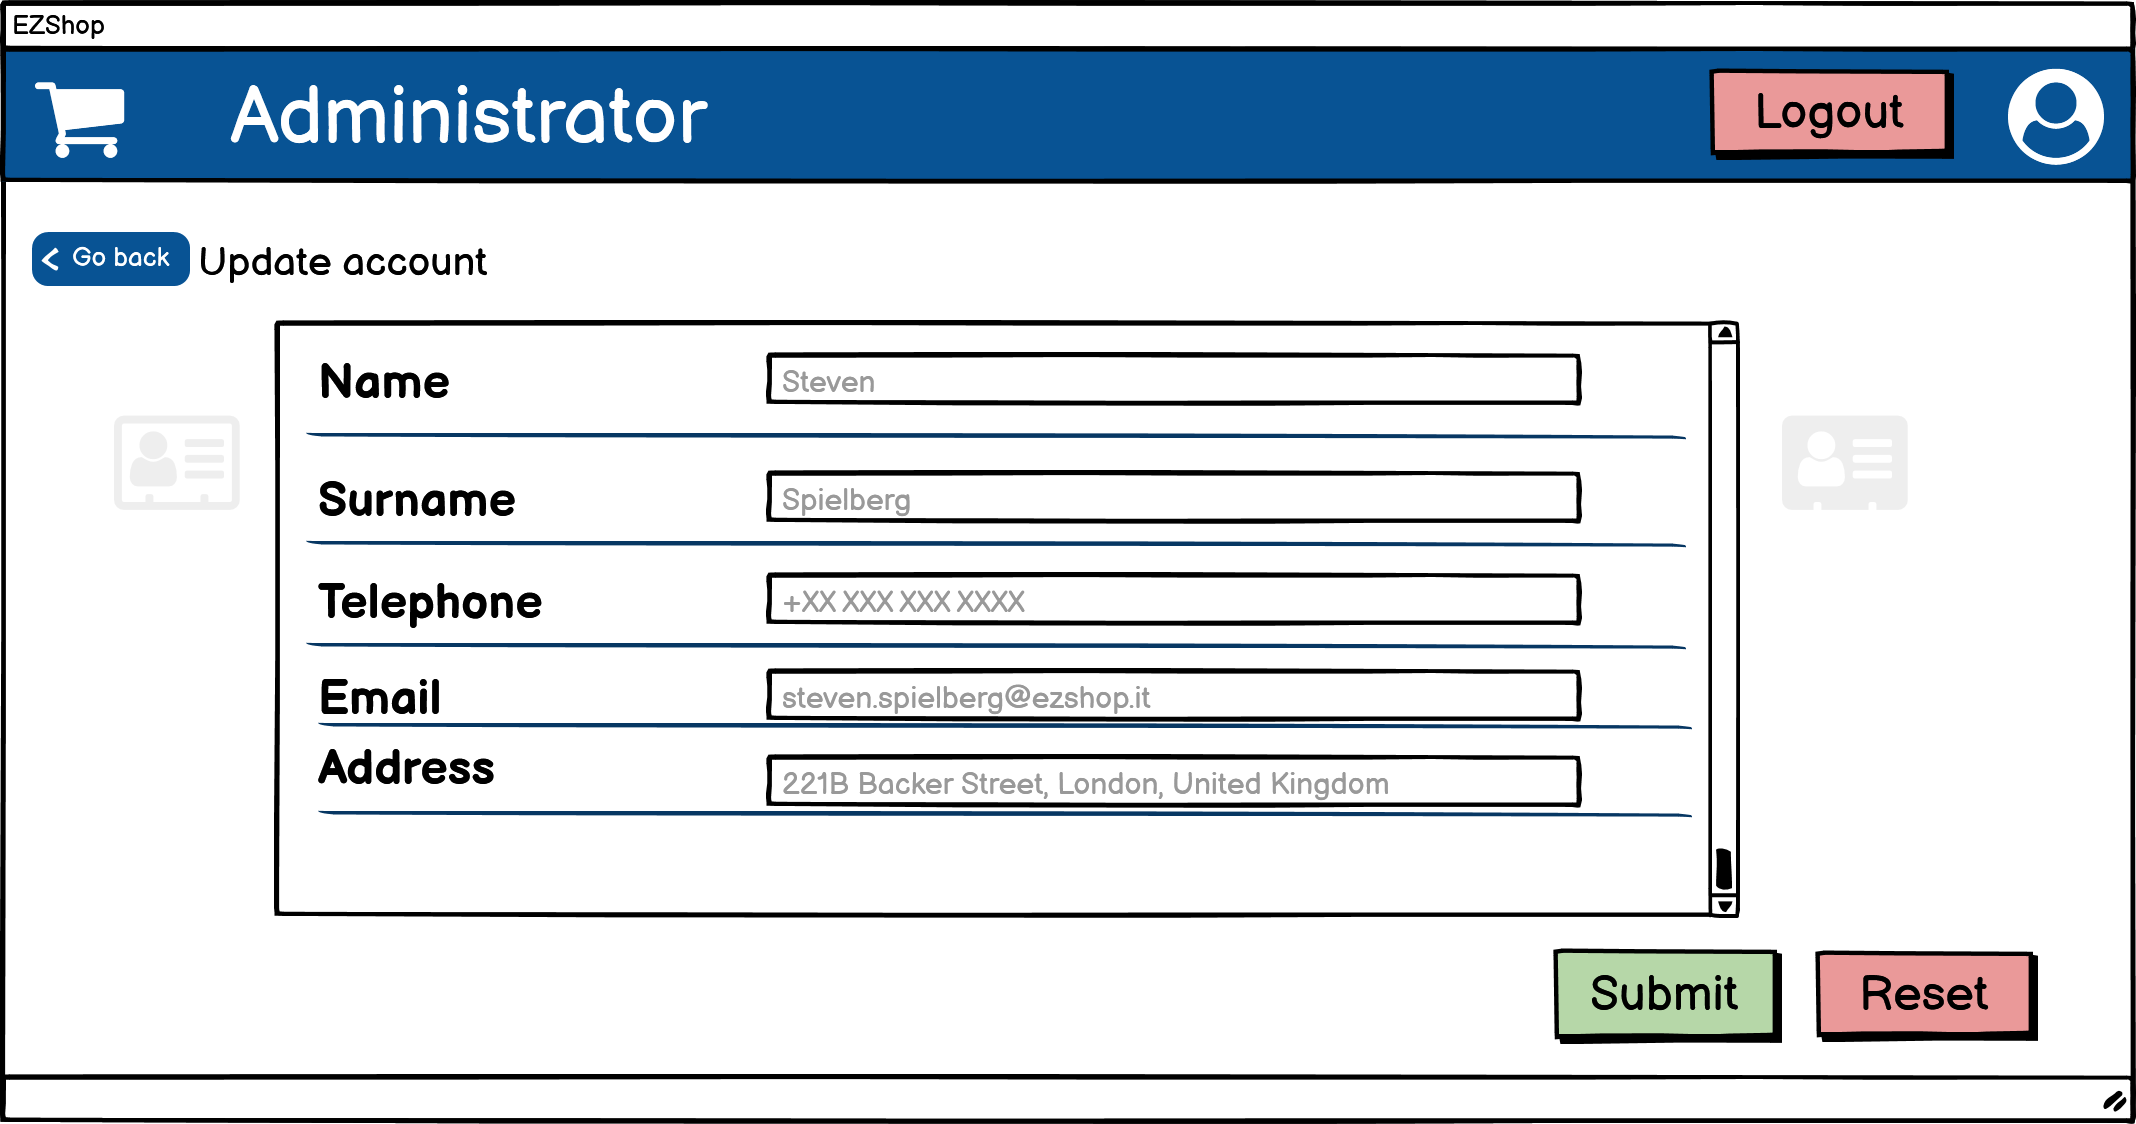 EZShop
Administrator
Logout
Go back
Update account
Name
Steven
Surname
Spielberg
Telephone
+XX XXX XXX XXXX
Email
steven.spielberg@ezshop.it
Address
221B Backer Street, London, United Kingdom
Submit
Reset